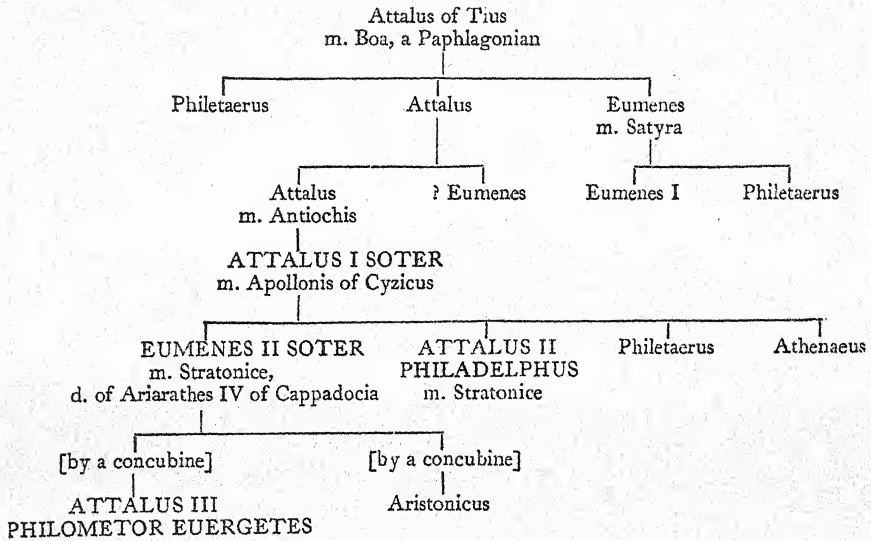 Attalus of Tius
m. Boa, a Paphlagonian
Philetaerus Attalus Eumenes
m. Satyra
Attalus ? Eumenes Eumenes I Philetaerus
m. Antiochis
ATTALUS I SOTER
m. Apollonis of Cyzicus
EUMENES II SOTER ATTALUS II Philetaerus Athenaeus
m. Stratonice, PHILADELPHUS
d. of Ariarathes IV of Cappadocia m. Stratonice
[by a concubine] [by a concubine]
ATTALUS III Aristonicus
PHILOMETOR EUERGETES